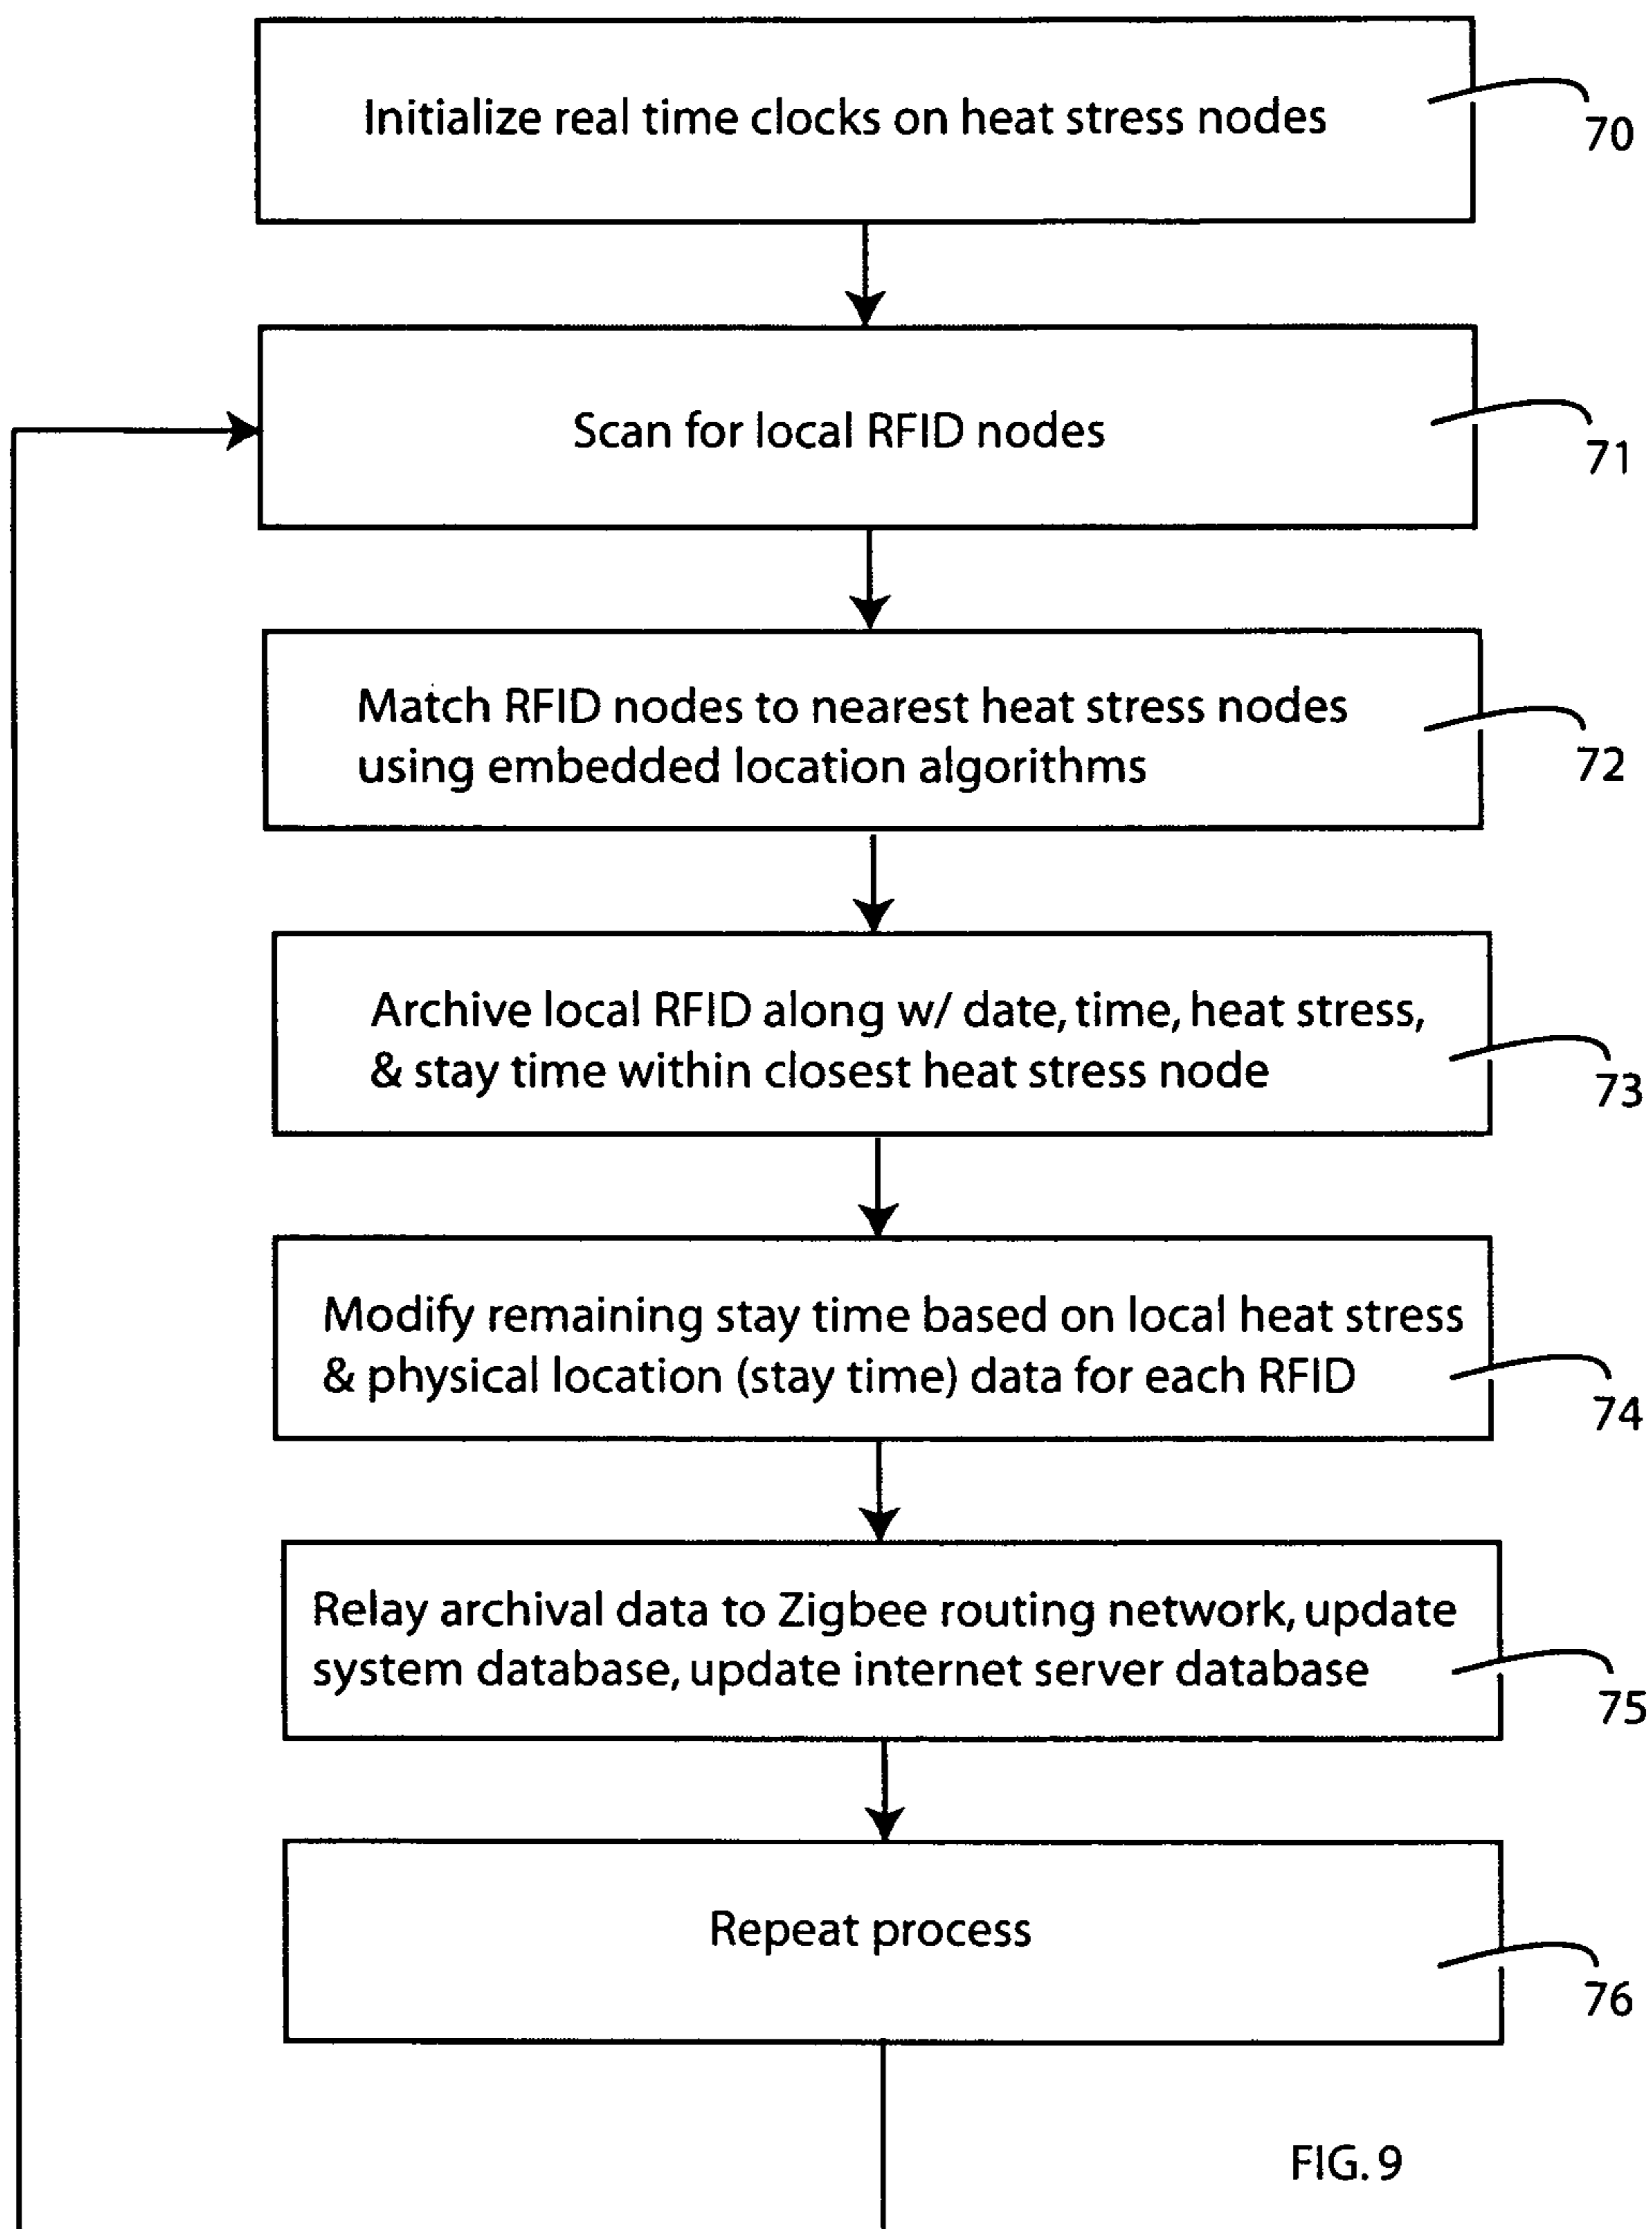 Initialize real time clocks on heat stress nodes
70
Scan for local RFID nodes
71
Match RFID nodes to nearest heat stress nodes
using embedded location algorithms
72
Archive local RFID along w/ date, time, heat stress,
& stay time within closest heat stress node
73
Modify remaining stay time based on local heat stress
& physical location (stay time) data for each RFID
74
Relay archival data to Zigbee routing network, update
system database, update internet server database
75
Repeat process
76
FIG. 9